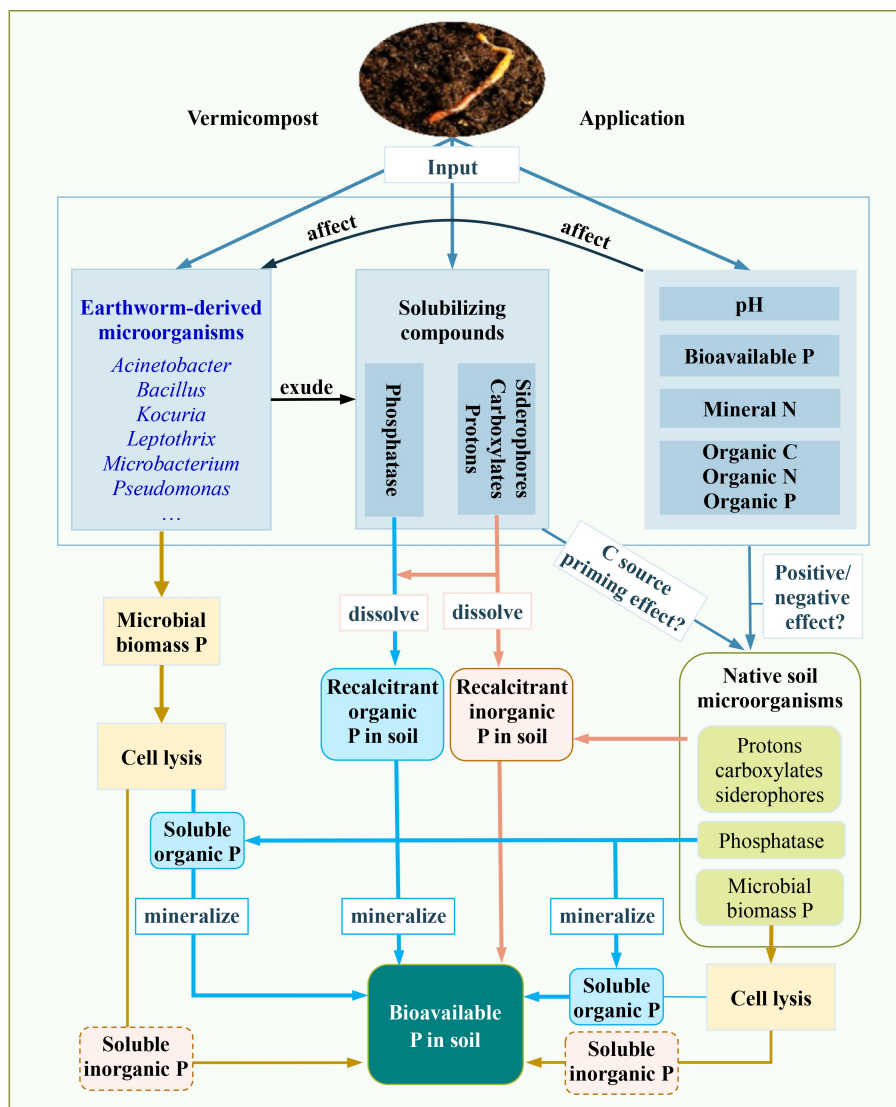 Vermicompost
Application
Input
affect
affect
Earthworm-derived
microorganisms
Acinetobacter
Bacillus
Kocuria
Leptothrix
Microbacterium
Pseudomonas
…
exude
Solubilizing
compounds
Phosphatase
Siderophores
Carboxylates
Protons
pH
Bioavailable P
Mineral N
Organic C
Organic N
Organic P
C source
priming effect?
Positive/
negative
effect?
Microbial
biomass P
dissolve
dissolve
Recalcitrant
organic
P in soil
Recalcitrant
inorganic
P in soil
Native soil
microorganisms
Protons
carboxylates
siderophores
Phosphatase
Microbial
biomass P
Cell lysis
Soluble
organic P
mineralize
mineralize
mineralize
Bioavailable
P in soil
Soluble
organic P
Cell lysis
Soluble
inorganic P
Soluble
inorganic P